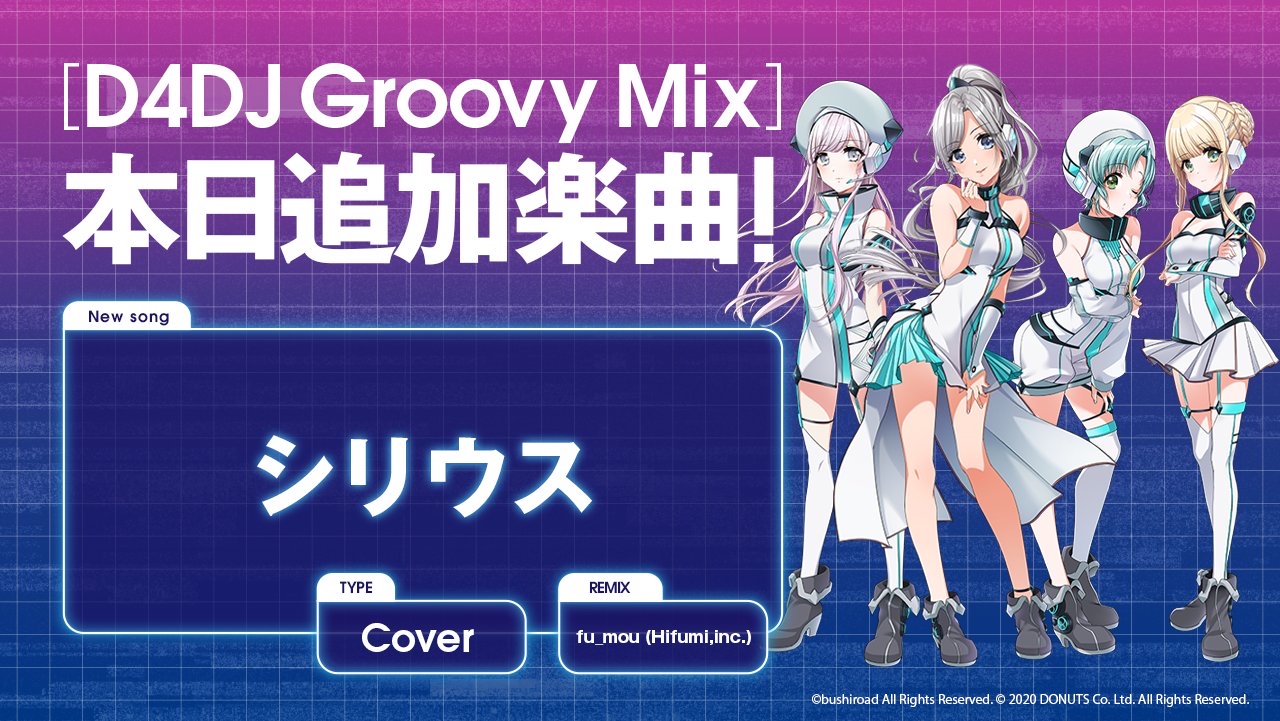 [D4DJ Groovy Mix]
本日追加楽曲!
New song
シリウス
TYPE
Cover
REMIX
fu_mou (Hifumi,inc.)
©bushiroad All Rights Reserved. © 2020 DONUTS Co. Ltd. All Rights Reserved.